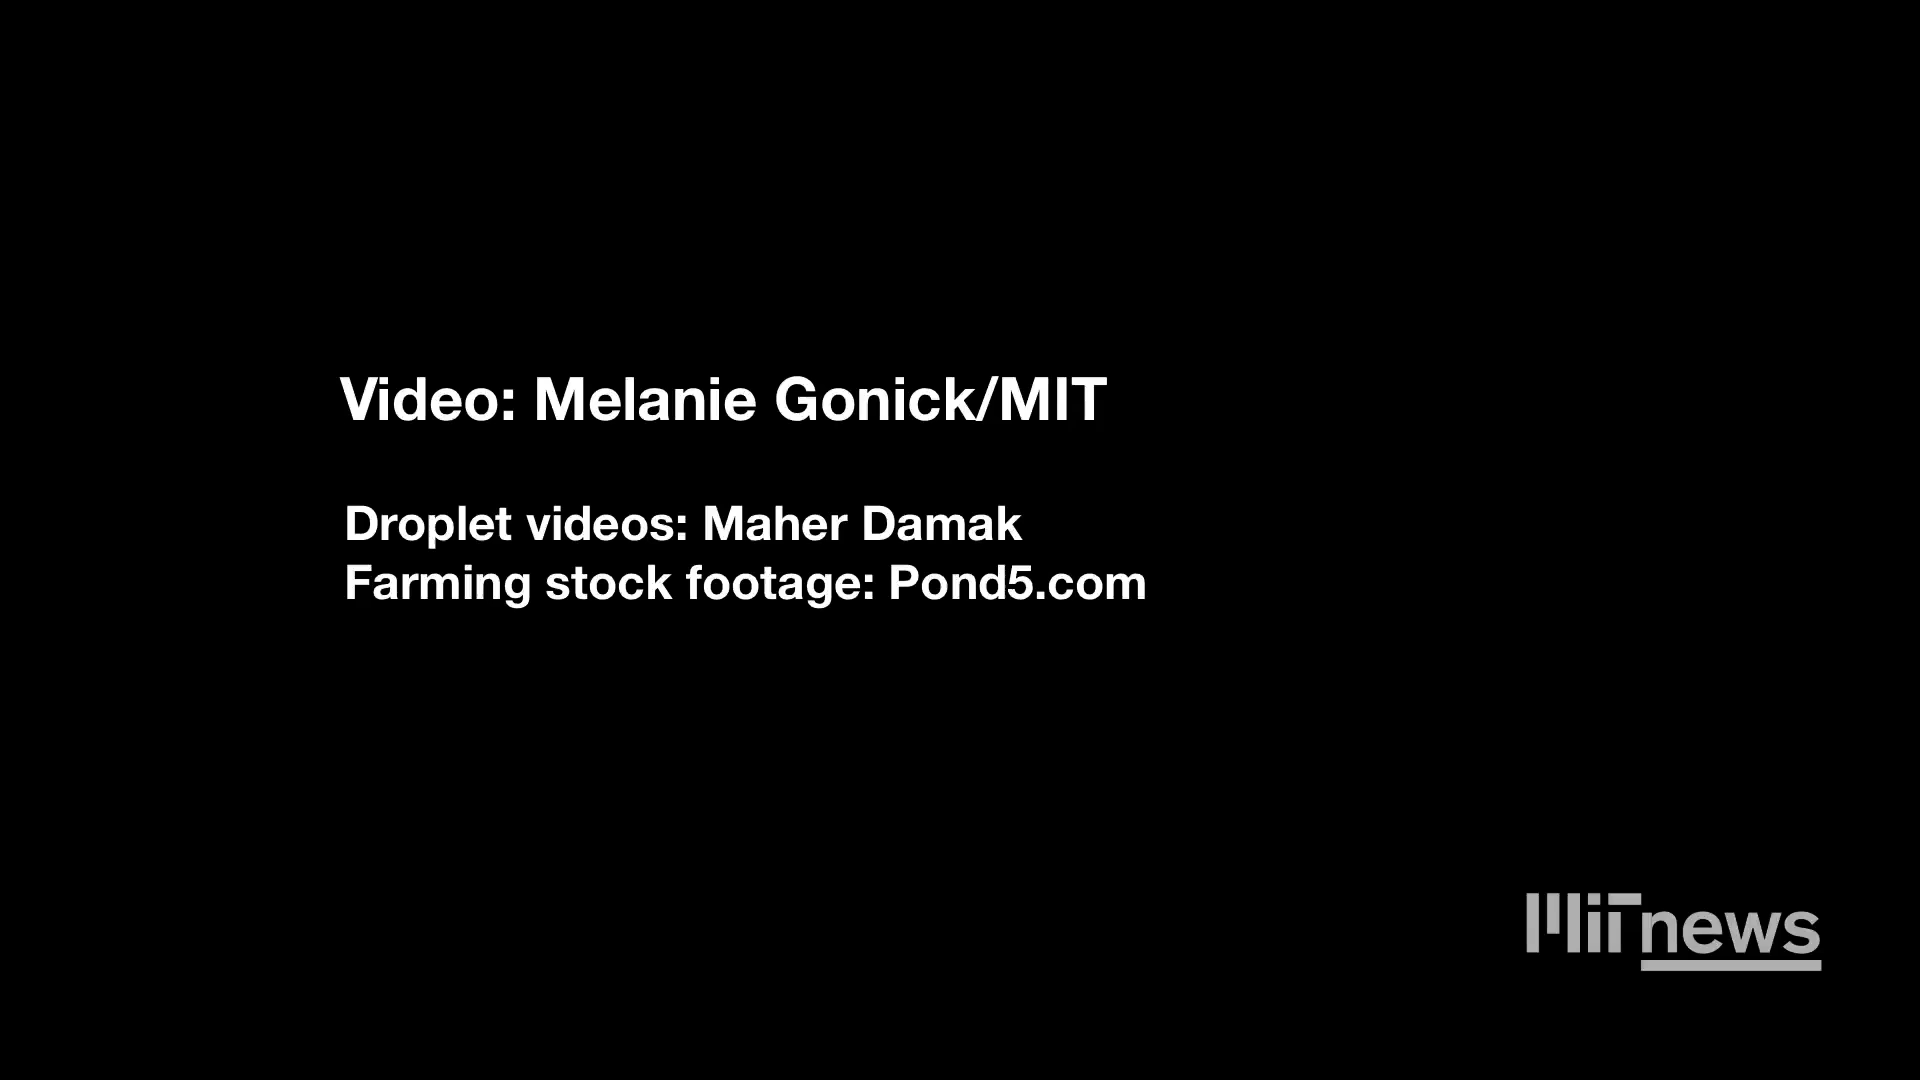 Video: Melanie Gonick/MIT
Droplet videos: Maher Damak
Farming stock footage: Pond5.com
MIT news